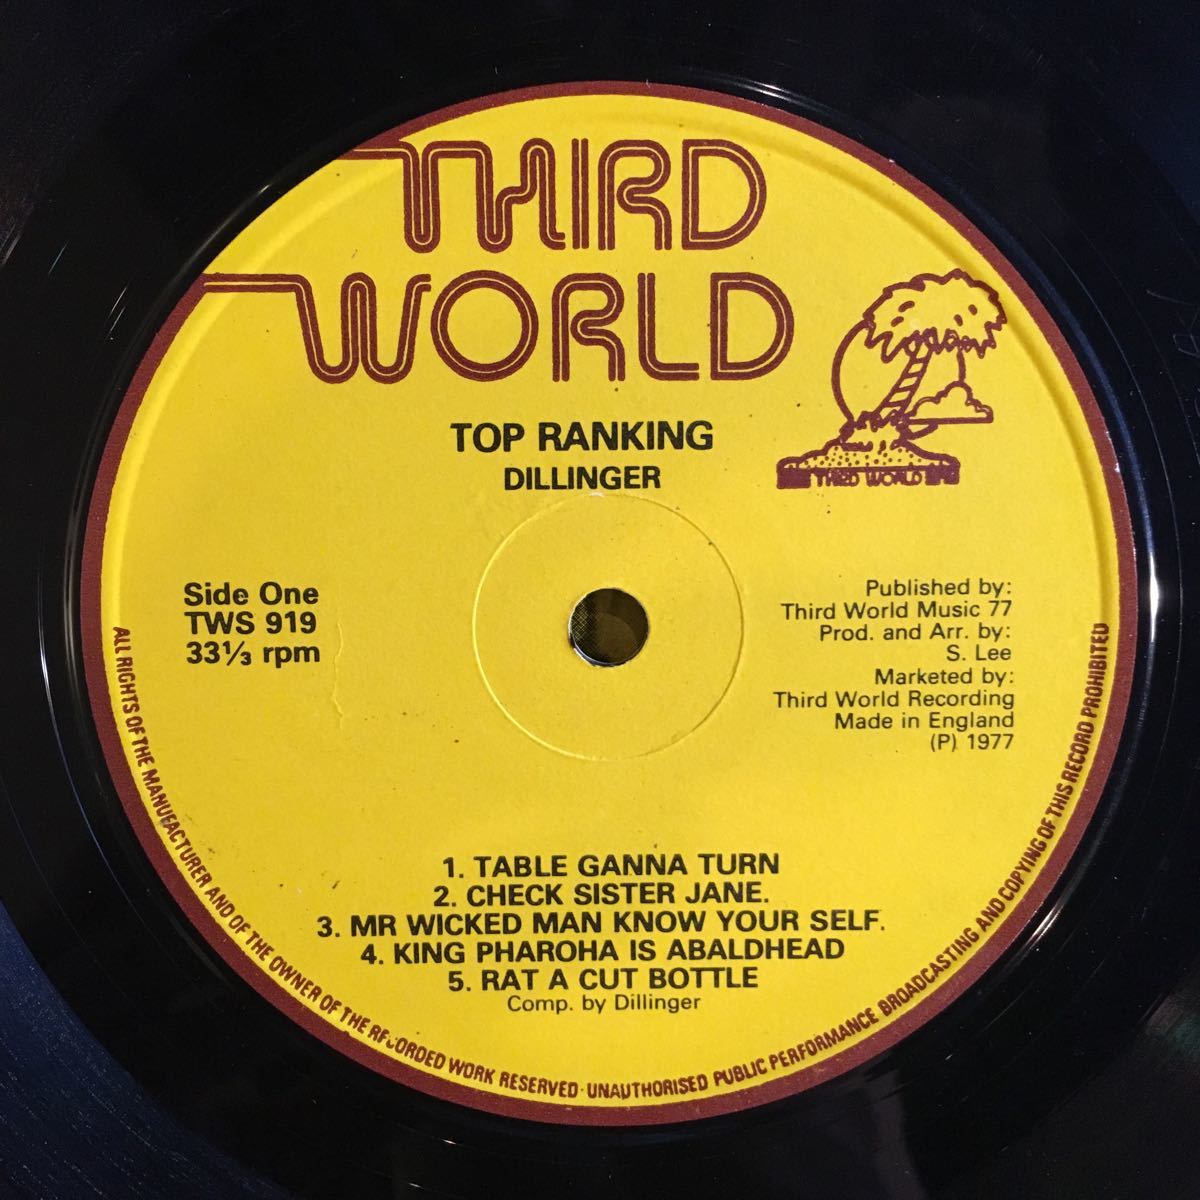 THIRD
WORLD
THIRD WORLD
TOP RANKING
DILLINGER
Side One
TWS 919
33⅓ rpm
Published by:
Third World Music 77
Prod. and Arr. by:
S. Lee
Marketed by:
Third World Recording
Made in England
(P) 1977
1. TABLE GANNA TURN
2. CHECK SISTER JANE.
3. MR WICKED MAN KNOW YOUR SELF.
4. KING PHAROHA IS ABALDHEAD
5. RAT A CUT BOTTLE
Comp. by Dillinger
ALL RIGHTS OF THE MANUFACTURER AND OF THE OWNER OF THE RECORDED WORK RESERVED · UNAUTHORISED PUBLIC PERFORMANCE BROADCASTING AND COPYING OF THIS RECORD PROHIBITED